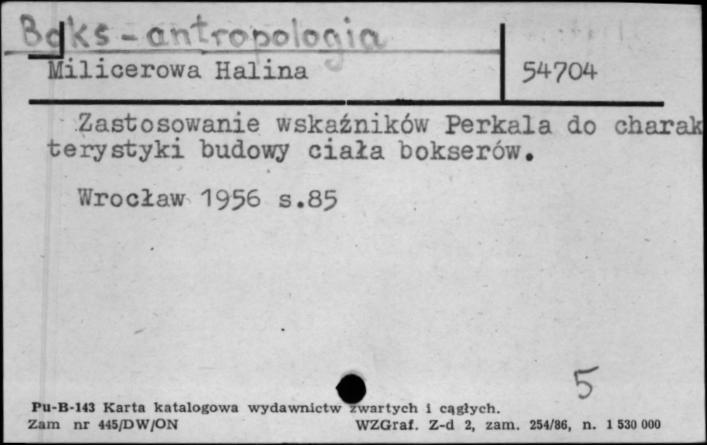 Boks - antropologia
Milicerowa Halina 54704
Zastosowanie wskaźników Perkala do charak
terystyki budowy ciała bokserów.
Wrocław 1956 s.85
5
Pu-B-143 Karta katalogowa wydawnictw zwartych i ciągłych.
Zam nr 445/DW/ON WZGraf. Z-d 2, zam. 254/86, n. 1 530 000